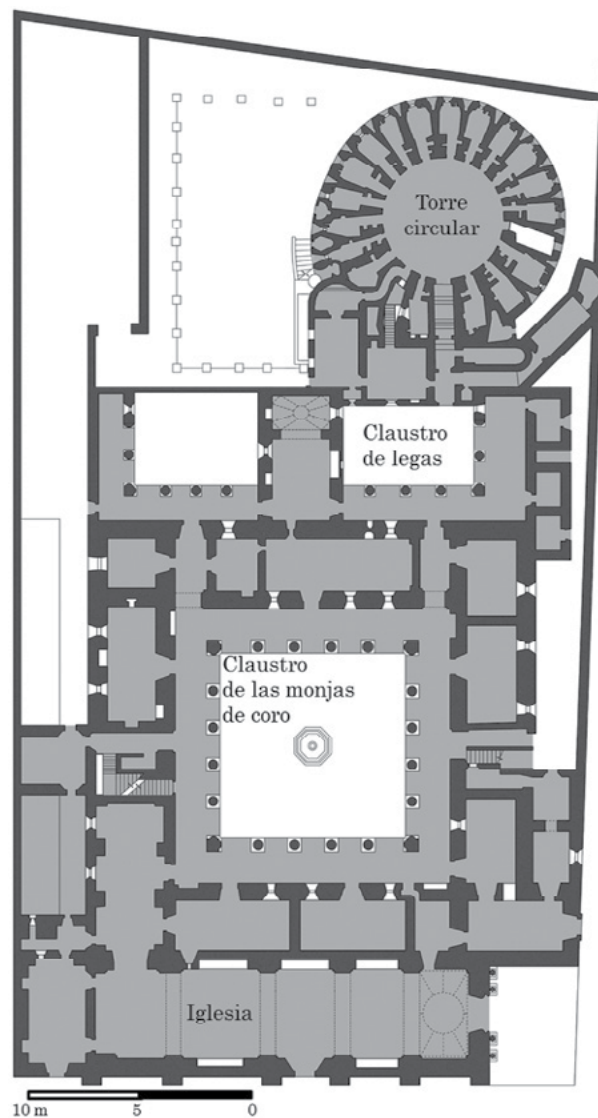 Torre
circular
Claustro
de legas
Claustro
de las monjas
de coro
Iglesia
10 m 5 0